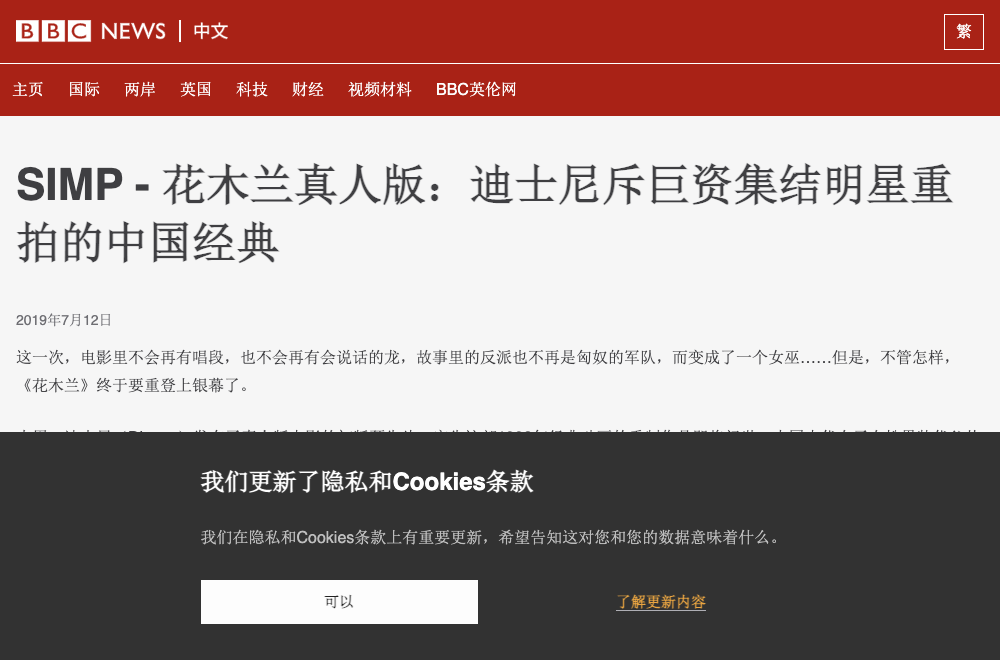 BBC NEWS 中文
繁
主页 国际 两岸 英国 科技 财经 视频材料 BBC英伦网
SIMP - 花木兰真人版：迪士尼斥巨资集结明星重
拍的中国经典
2019年7月12日
这一次，电影里不会再有唱段，也不会再有会说话的龙，故事里的反派也不再是匈奴的军队，而变成了一个女巫……但是，不管怎样，
《花木兰》终于要重登上银幕了。
我们更新了隐私和Cookies条款
我们在隐私和Cookies条款上有重要更新，希望告知这对您和您的数据意味着什么。
可以
了解更新内容